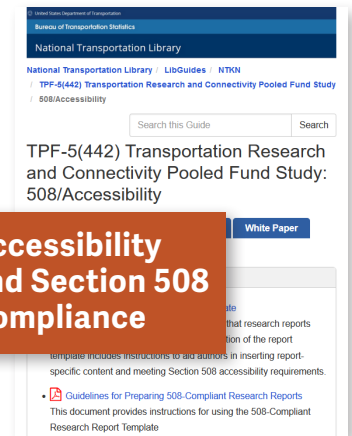 United States Department of Transportation
Bureau of Transportation Statistics
National Transportation Library
National Transportation Library / LibGuides / NTKN
/ TPF-5(442) Transportation Research and Connectivity Pooled Fund Study
/ 508/Accessibility
Search this Guide Search
TPF-5(442) Transportation Research
and Connectivity Pooled Fund Study:
508/Accessibility
White Paper
ccessibility
nd Section 508
ompliance
that research reports
tion of the report
template includes instructions to aid authors in inserting report-
specific content and meeting Section 508 accessibility requirements.
• Guidelines for Preparing 508-Compliant Research Reports
This document provides instructions for using the 508-Compliant
Research Report Template